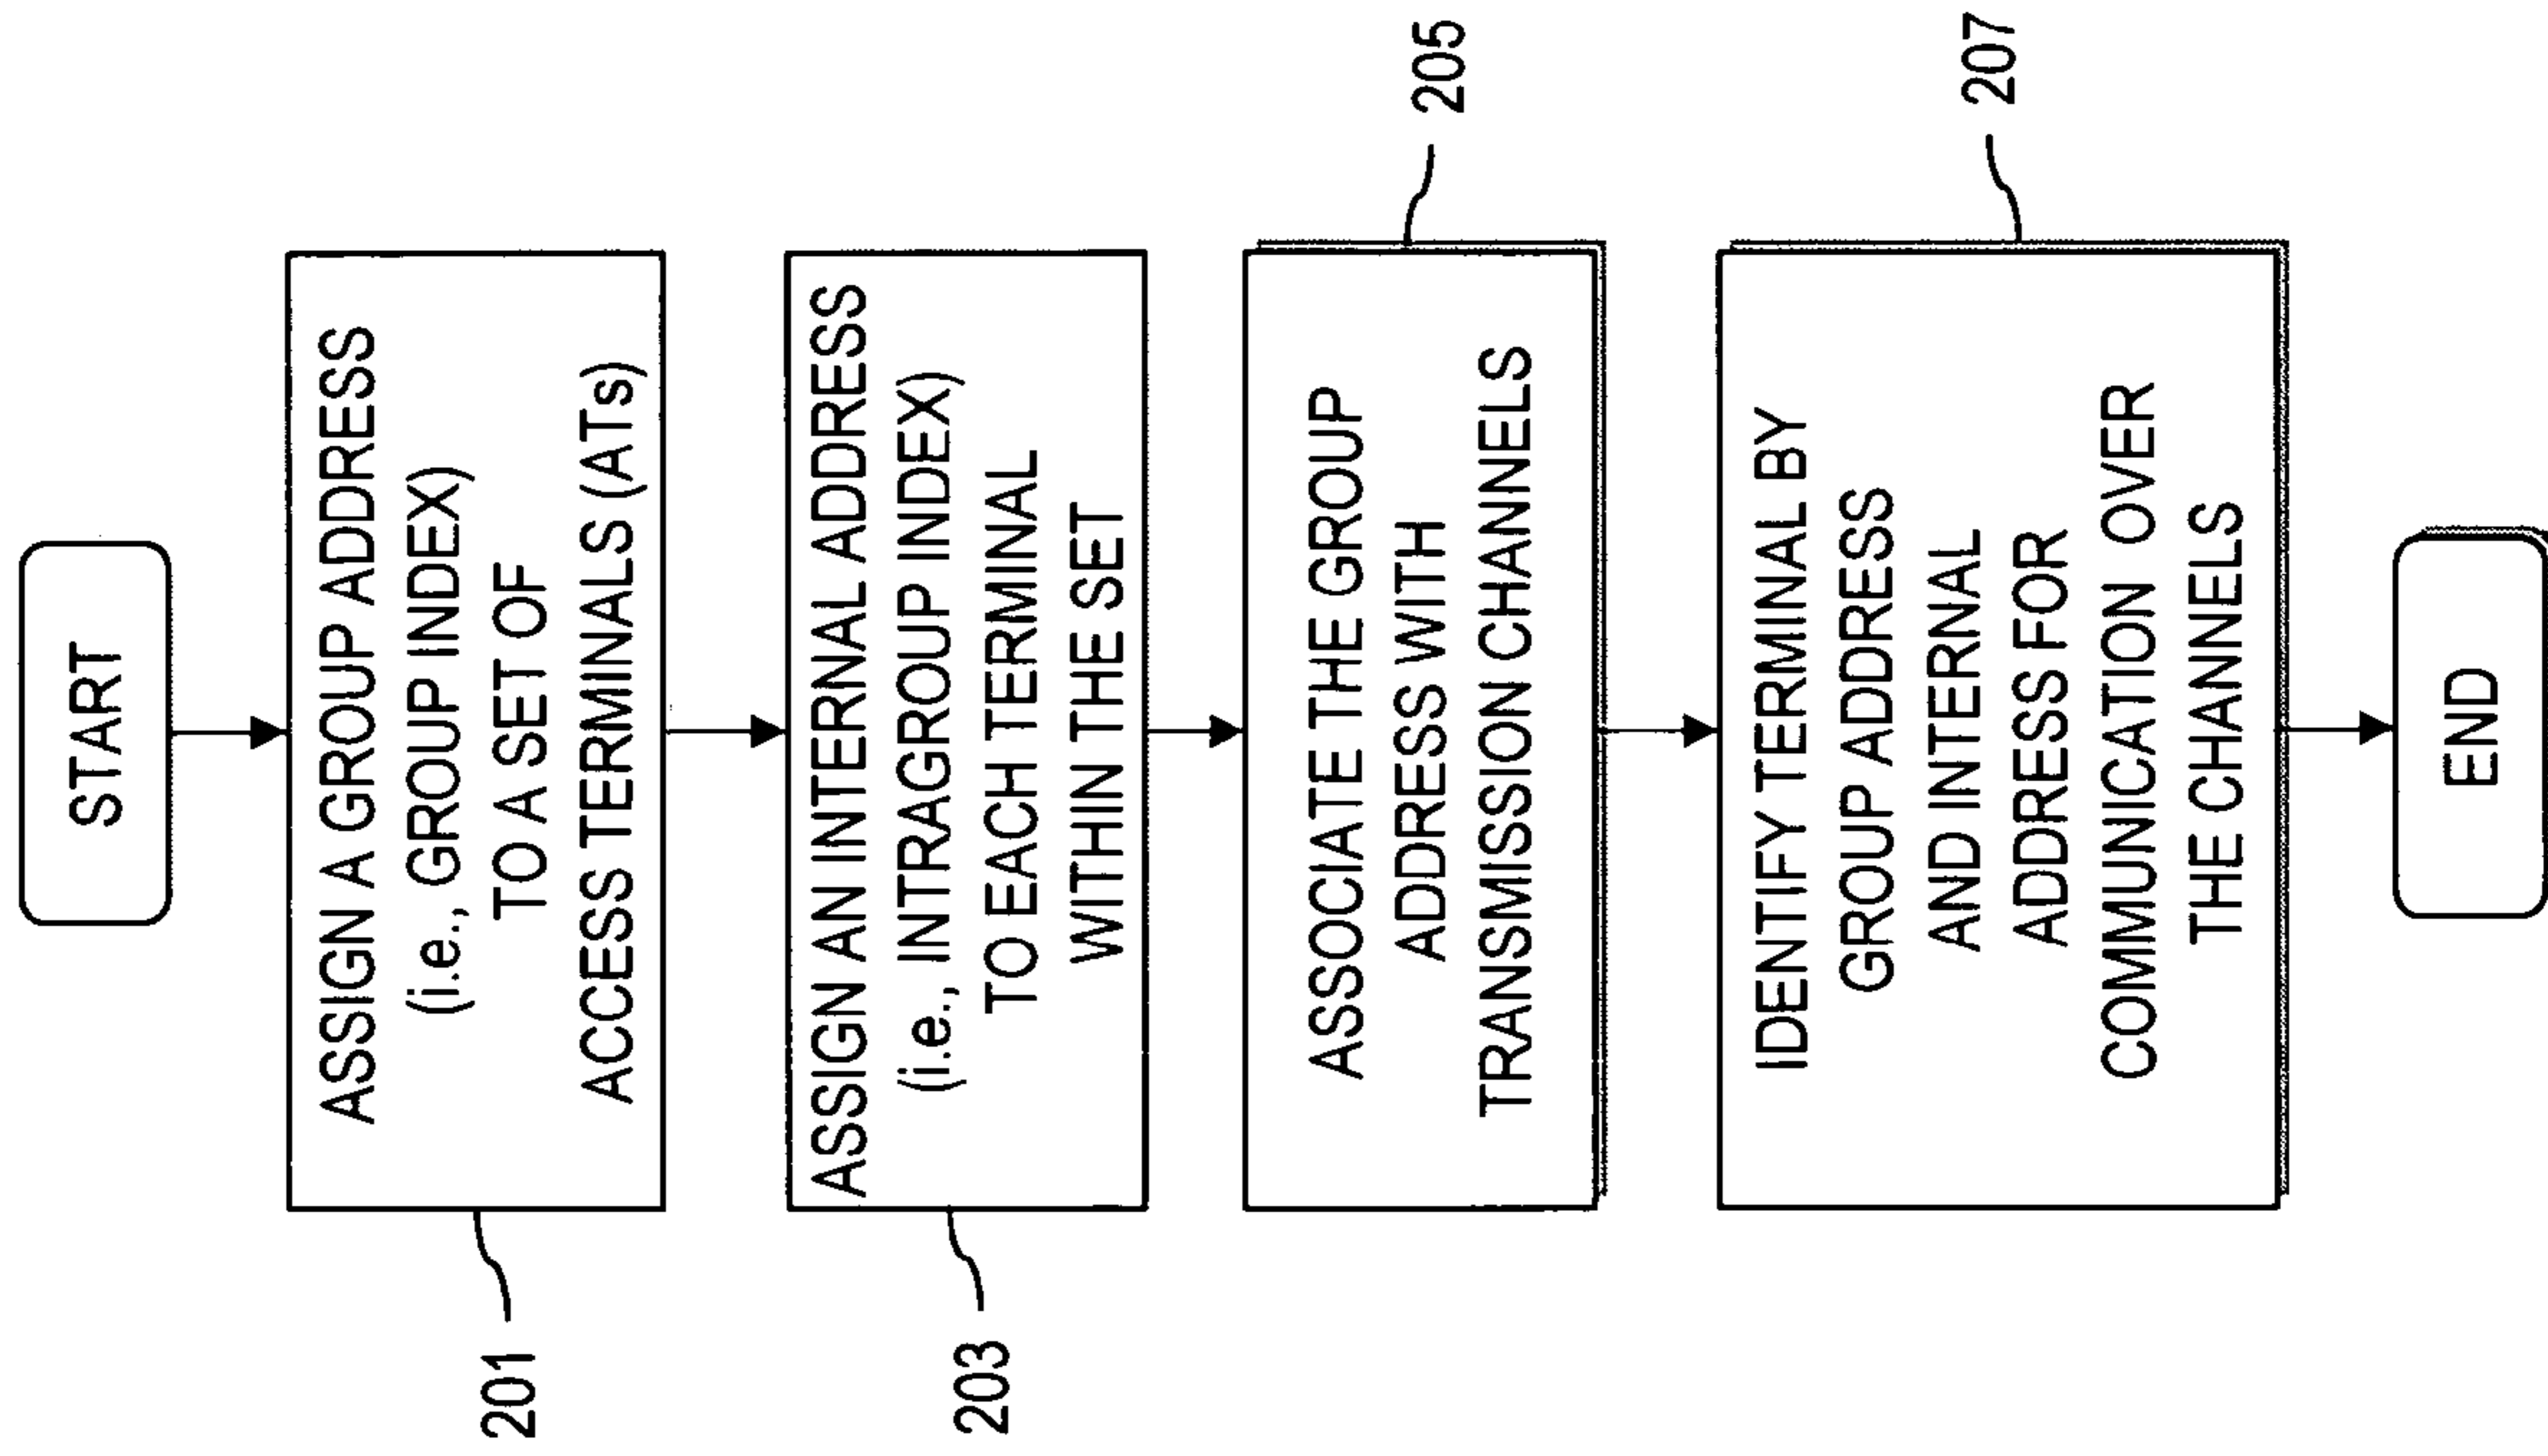 START
ASSIGN A GROUP ADDRESS
(i.e., GROUP INDEX)
TO A SET OF
ACCESS TERMINALS (ATs)
201
ASSIGN AN INTERNAL ADDRESS
(i.e., INTRAGROUP INDEX)
TO EACH TERMINAL
WITHIN THE SET
203
ASSOCIATE THE GROUP
ADDRESS WITH
TRANSMISSION CHANNELS
205
IDENTIFY TERMINAL BY
GROUP ADDRESS
AND INTERNAL
ADDRESS FOR
COMMUNICATION OVER
THE CHANNELS
207
END